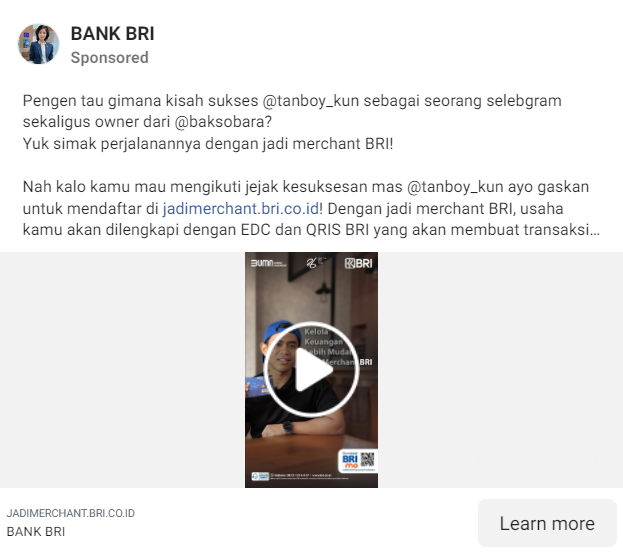 BANK BRI
Sponsored
Pengen tau gimana kisah sukses @tanboy_kun sebagai seorang selebgram
sekaligus owner dari @baksobara?
Yuk simak perjalanannya dengan jadi merchant BRI!
Nah kalo kamu mau mengikuti jejak kesuksesan mas @tanboy_kun ayo gaskan
untuk mendaftar di jadimerchant.bri.co.id! Dengan jadi merchant BRI, usaha
kamu akan dilengkapi dengan EDC dan QRIS BRI yang akan membuat transaksi...
BUMN
BRI
Kelola
Keuangan
Lebih Mudah
Merchant BRI
BRI
mo
JADIMERCHANT.BRI.CO.ID
BANK BRI
Learn more